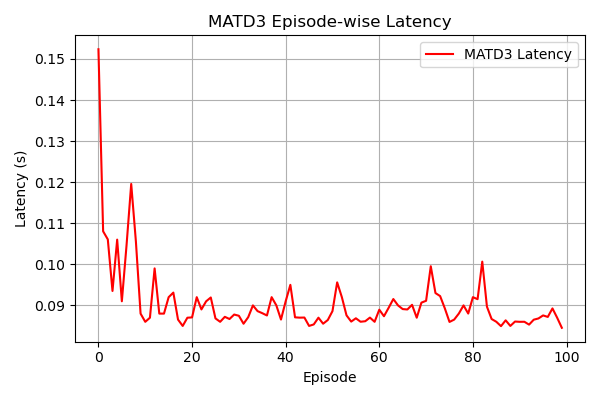 MATD3 Episode-wise Latency
MATD3 Latency
Latency (s)
0.15
0.14
0.13
0.12
0.11
0.10
0.09
0 20 40 60 80 100
Episode